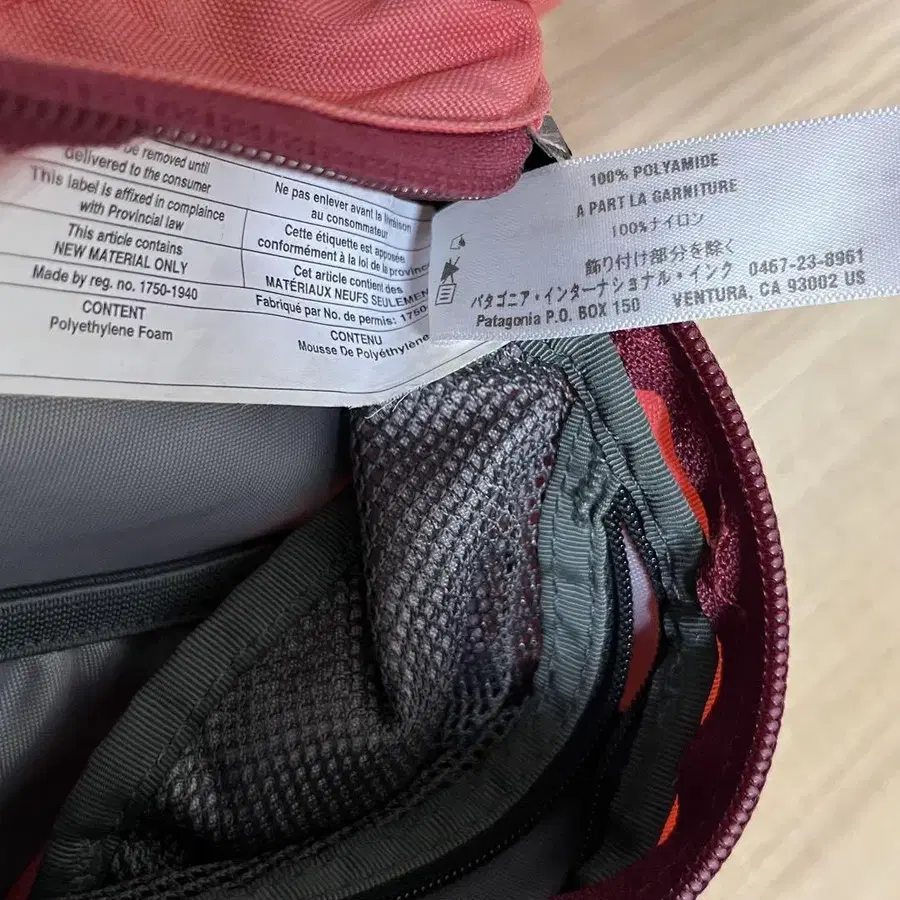 be removed until
delivered to the consumer
This label is affixed in complaince
with Provincial law
This article contains
NEW MATERIAL ONLY
Made by reg. no. 1750-1940
CONTENT
Polyethylene Foam
Ne pas enlever avant la livraison
au consommateur
Cette étiquette est apposée
conformément à la loi de la province
Cet article contient des
MATÉRIAUX NEUFS SEULEMEN
Fabriqué par No. de permis: 1750-
CONTENU
Mousse De Polyéthylène
100% POLYAMIDE
A PART LA GARNITURE
100%ナイロン
飾り付け部分を除く
パタゴニア・インターナショナル・インク 0467-23-8961
Patagonia P.O. BOX 150 VENTURA, CA 93002 US